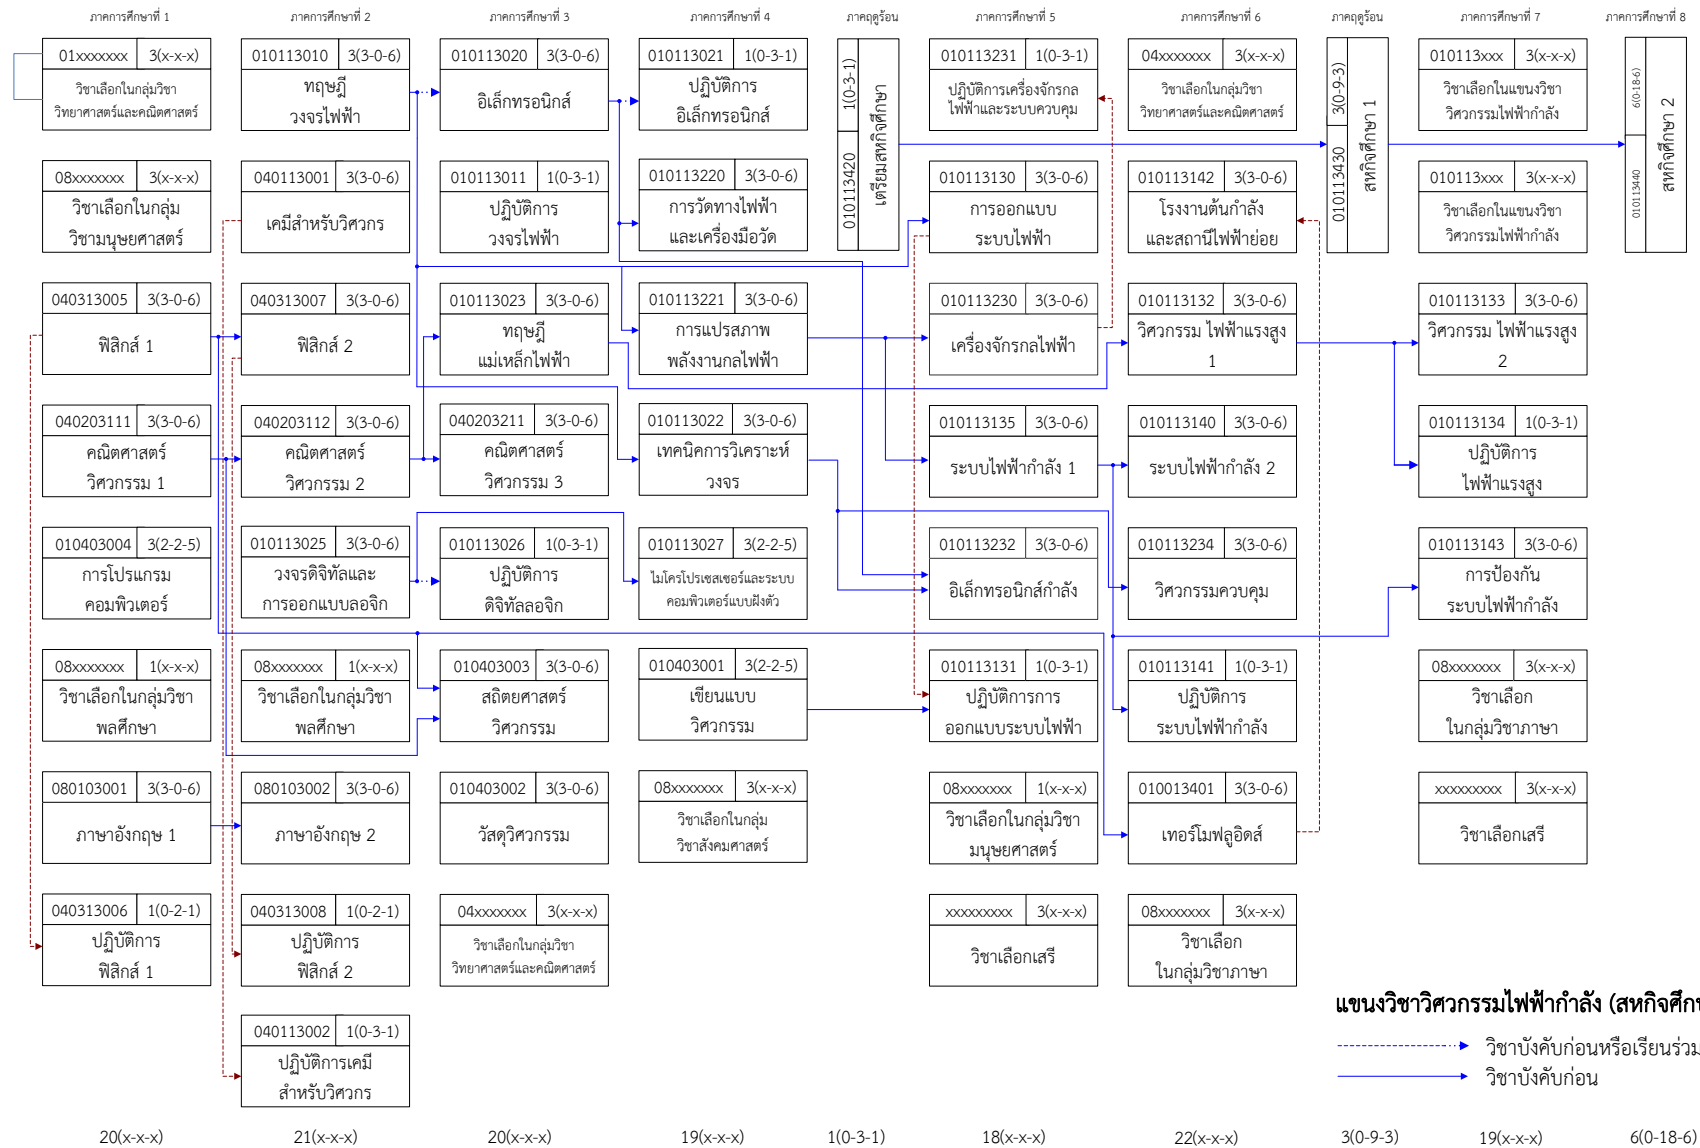 ภาคการศึกษาที่ 1
ภาคการศึกษาที่ 2
ภาคการศึกษาที่ 3
ภาคการศึกษาที่ 4
ภาคฤดูร้อน
ภาคการศึกษาที่ 5
ภาคการศึกษาที่ 6
ภาคฤดูร้อน
ภาคการศึกษาที่ 7
ภาคการศึกษาที่ 8
01xxxxxxx 3(x-x-x)
วิชาเลือกในกลุ่มวิชา
วิทยาศาสตร์และคณิตศาสตร์
08xxxxxxx 3(x-x-x)
วิชาเลือกในกลุ่ม
วิชามนุษยศาสตร์
040313005 3(3-0-6)
ฟิสิกส์ 1
040203111 3(3-0-6)
คณิตศาสตร์
วิศวกรรม 1
010403004 3(2-2-5)
การโปรแกรม
คอมพิวเตอร์
08xxxxxxx 1(x-x-x)
วิชาเลือกในกลุ่มวิชา
พลศึกษา
080103001 3(3-0-6)
ภาษาอังกฤษ 1
040313006 1(0-2-1)
ปฏิบัติการ
ฟิสิกส์ 1
20(x-x-x)
010113010 3(3-0-6)
ทฤษฎี
วงจรไฟฟ้า
040113001 3(3-0-6)
เคมีสำหรับวิศวกร
040313007 3(3-0-6)
ฟิสิกส์ 2
040203112 3(3-0-6)
คณิตศาสตร์
วิศวกรรม 2
010113025 3(3-0-6)
วงจรดิจิทัลและ
การออกแบบลอจิก
08xxxxxxx 1(x-x-x)
วิชาเลือกในกลุ่มวิชา
พลศึกษา
080103002 3(3-0-6)
ภาษาอังกฤษ 2
040313008 1(0-2-1)
ปฏิบัติการ
ฟิสิกส์ 2
040113002 1(0-3-1)
ปฏิบัติการเคมี
สำหรับวิศวกร
21(x-x-x)
010113020 3(3-0-6)
อิเล็กทรอนิกส์
010113011 1(0-3-1)
ปฏิบัติการ
วงจรไฟฟ้า
010113023 3(3-0-6)
ทฤษฎี
แม่เหล็กไฟฟ้า
040203211 3(3-0-6)
คณิตศาสตร์
วิศวกรรม 3
010113026 1(0-3-1)
ปฏิบัติการ
ดิจิทัลลอจิก
010403003 3(3-0-6)
สถิตยศาสตร์
วิศวกรรม
010403002 3(3-0-6)
วัสดุวิศวกรรม
04xxxxxxx 3(x-x-x)
วิชาเลือกในกลุ่มวิชา
วิทยาศาสตร์และคณิตศาสตร์
20(x-x-x)
010113021 1(0-3-1)
ปฏิบัติการ
อิเล็กทรอนิกส์
010113220 3(3-0-6)
การวัดทางไฟฟ้า
และเครื่องมือวัด
010113221 3(3-0-6)
การแปรสภาพ
พลังงานกลไฟฟ้า
010113022 3(3-0-6)
เทคนิคการวิเคราะห์
วงจร
010113027 3(2-2-5)
ไมโครโปรเซสเซอร์และระบบ
คอมพิวเตอร์แบบฝังตัว
010403001 3(2-2-5)
เขียนแบบ
วิศวกรรม
08xxxxxxx 3(x-x-x)
วิชาเลือกในกลุ่ม
วิชาสังคมศาสตร์
19(x-x-x)
010113420 1(0-3-1)
เตรียมสหกิจศึกษา
1(0-3-1)
010113231 1(0-3-1)
ปฏิบัติการเครื่องจักรกล
ไฟฟ้าและระบบควบคุม
010113130 3(3-0-6)
การออกแบบ
ระบบไฟฟ้า
010113230 3(3-0-6)
เครื่องจักรกลไฟฟ้า
010113135 3(3-0-6)
ระบบไฟฟ้ากำลัง 1
010113232 3(3-0-6)
อิเล็กทรอนิกส์กำลัง
010113131 1(0-3-1)
ปฏิบัติการการ
ออกแบบระบบไฟฟ้า
08xxxxxxx 1(x-x-x)
วิชาเลือกในกลุ่มวิชา
มนุษยศาสตร์
xxxxxxxxx 3(x-x-x)
วิชาเลือกเสรี
18(x-x-x)
04xxxxxxx 3(x-x-x)
วิชาเลือกในกลุ่มวิชา
วิทยาศาสตร์และคณิตศาสตร์
010113142 3(3-0-6)
โรงงานต้นกำลัง
และสถานีไฟฟ้าย่อย
010113132 3(3-0-6)
วิศวกรรม ไฟฟ้าแรงสูง
1
010113140 3(3-0-6)
ระบบไฟฟ้ากำลัง 2
010113234 3(3-0-6)
วิศวกรรมควบคุม
010113141 1(0-3-1)
ปฏิบัติการ
ระบบไฟฟ้ากำลัง
010013401 3(3-0-6)
เทอร์โมฟลูอิดส์
08xxxxxxx 3(x-x-x)
วิชาเลือก
ในกลุ่มวิชาภาษา
22(x-x-x)
010113430 3(0-9-3)
สหกิจศึกษา 1
3(0-9-3)
010113xxx 3(x-x-x)
วิชาเลือกในแขนงวิชา
วิศวกรรมไฟฟ้ากำลัง
010113xxx 3(x-x-x)
วิชาเลือกในแขนงวิชา
วิศวกรรมไฟฟ้ากำลัง
010113133 3(3-0-6)
วิศวกรรม ไฟฟ้าแรงสูง
2
010113134 1(0-3-1)
ปฏิบัติการ
ไฟฟ้าแรงสูง
010113143 3(3-0-6)
การป้องกัน
ระบบไฟฟ้ากำลัง
08xxxxxxx 3(x-x-x)
วิชาเลือก
ในกลุ่มวิชาภาษา
xxxxxxxxx 3(x-x-x)
วิชาเลือกเสรี
19(x-x-x)
010113440 6(0-18-6)
สหกิจศึกษา 2
6(0-18-6)
แขนงวิชาวิศวกรรมไฟฟ้ากำลัง (สหกิจศึกษ
วิชาบังคับก่อนหรือเรียนร่วม
วิชาบังคับก่อน